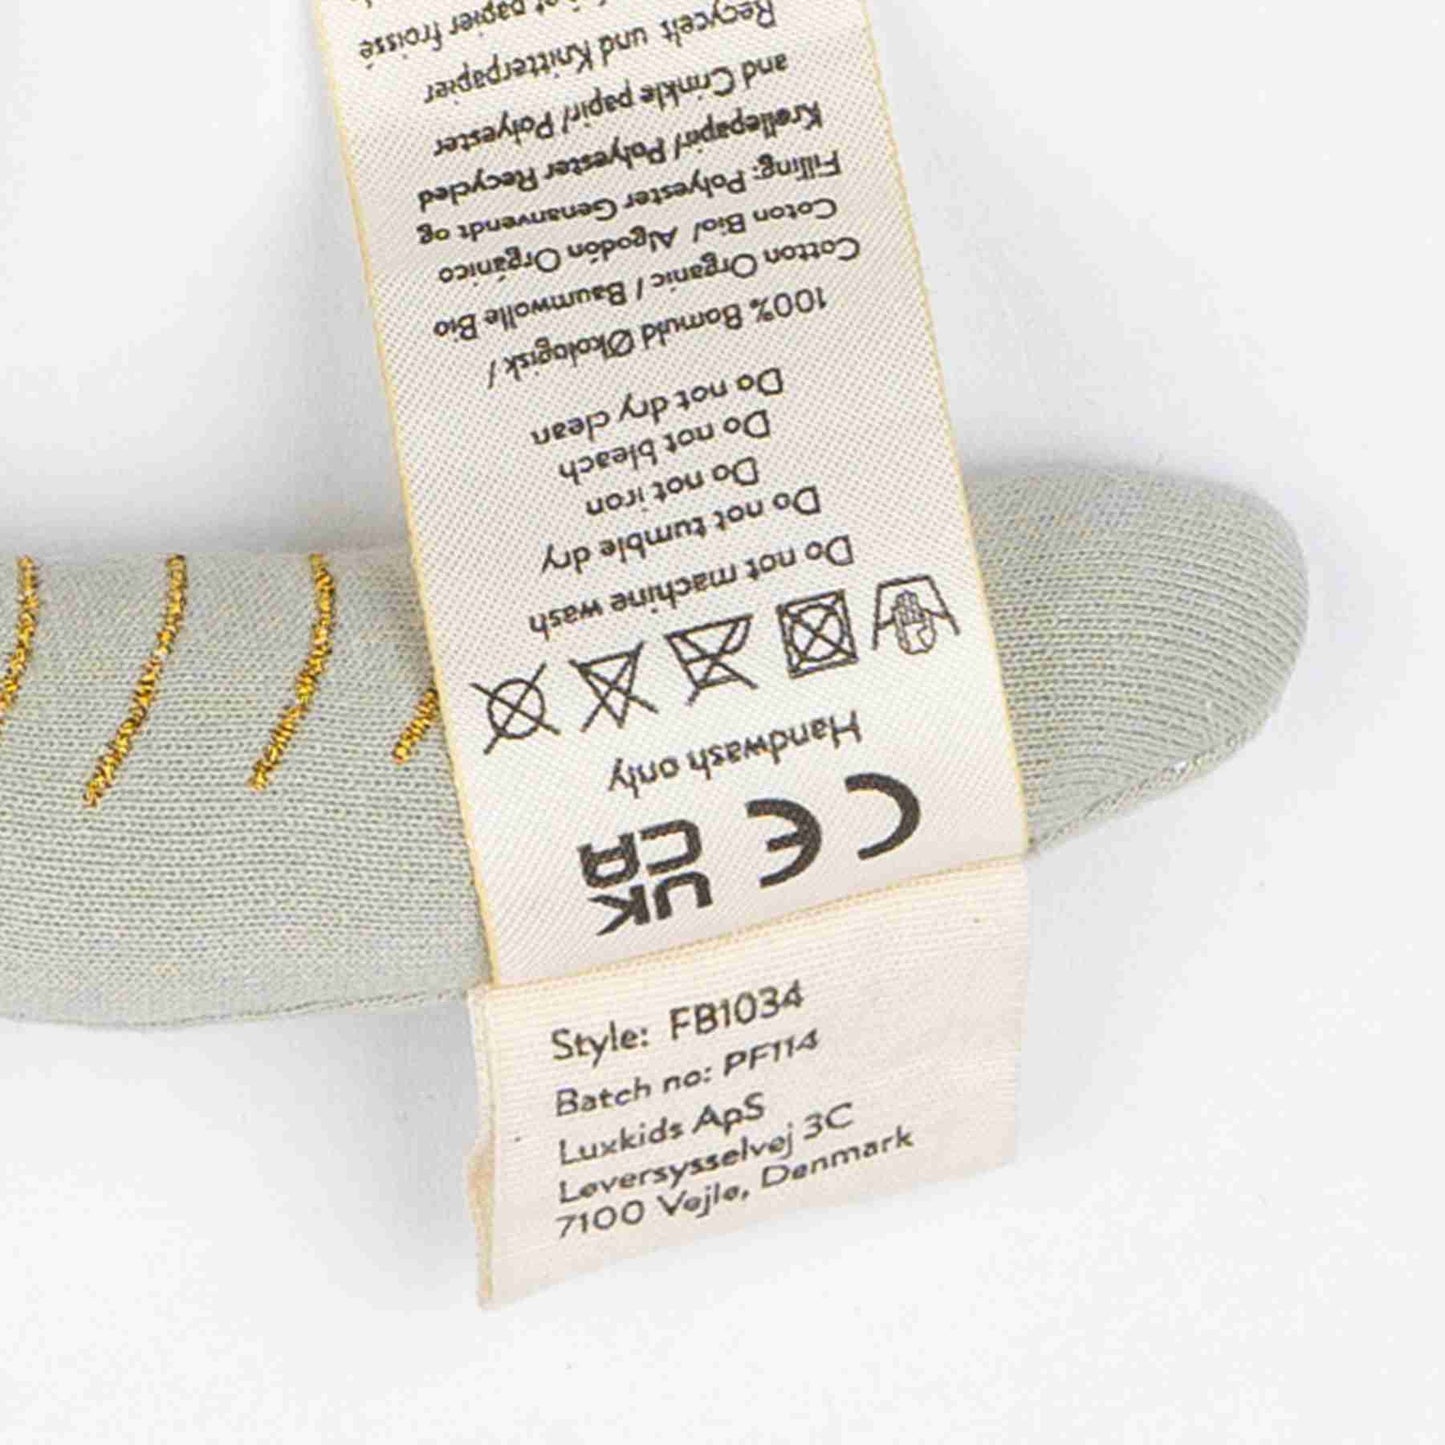 CE UK
CA
Handwash only
Do not machine wash
Do not tumble dry
Do not iron
Do not bleach
Do not dry clean
100% Bomuld Økologisk /
Cotton Organic / Baumwolle Bio
Coton Bio/ Algodón Orgánico
Filling: Polyester Genanvendt og
Krøllepapir/ Polyester Recycled
and Crinkle papir/ Polyester
Recycelt und Knitterpapier
et papier froissé
Style: FB1034
Batch no: PF114
Luxkids ApS
Løversysselvej 3C
7100 Vejle, Denmark